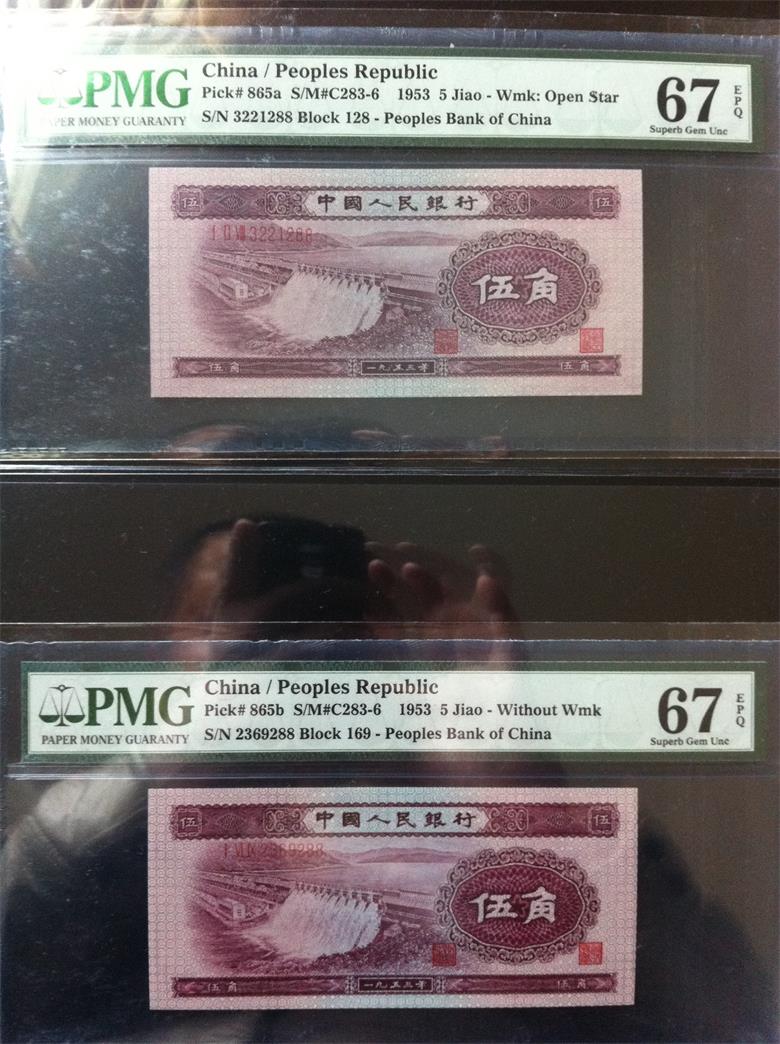 PMG
PAPER MONEY GUARANTY
China / Peoples Republic
Pick# 865a S/M#C283-6 1953 5 Jiao - Wmk: Open Star
S/N 3221288 Block 128 - Peoples Bank of China
67
EPQ
Superb Gem Unc
伍 中國人民銀行 伍
I II VIII 3221288
伍角
伍角 一九五三年 伍角
PMG
PAPER MONEY GUARANTY
China / Peoples Republic
Pick# 865b S/M#C283-6 1953 5 Jiao - Without Wmk
S/N 2369288 Block 169 - Peoples Bank of China
67
EPQ
Superb Gem Unc
伍 中國人民銀行 伍
I VI IX 2369288
伍角
伍角 一九五三年 伍角